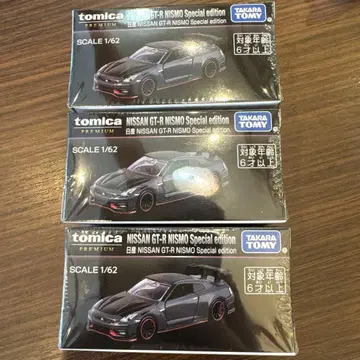 tomica
PREMIUM
NISSAN GT-R NISMO Special edition
日産 NISSAN GT-R NISMO Special edition
TAKARA TOMY
SCALE 1/62
対象年齢
6才以上
tomica
PREMIUM
NISSAN GT-R NISMO Special edition
日産 NISSAN GT-R NISMO Special edition
TAKARA TOMY
SCALE 1/62
対象年齢
6才以上
tomica
PREMIUM
NISSAN GT-R NISMO Special edition
日産 NISSAN GT-R NISMO Special edition
TAKARA TOMY
SCALE 1/62
対象年齢
6才以上